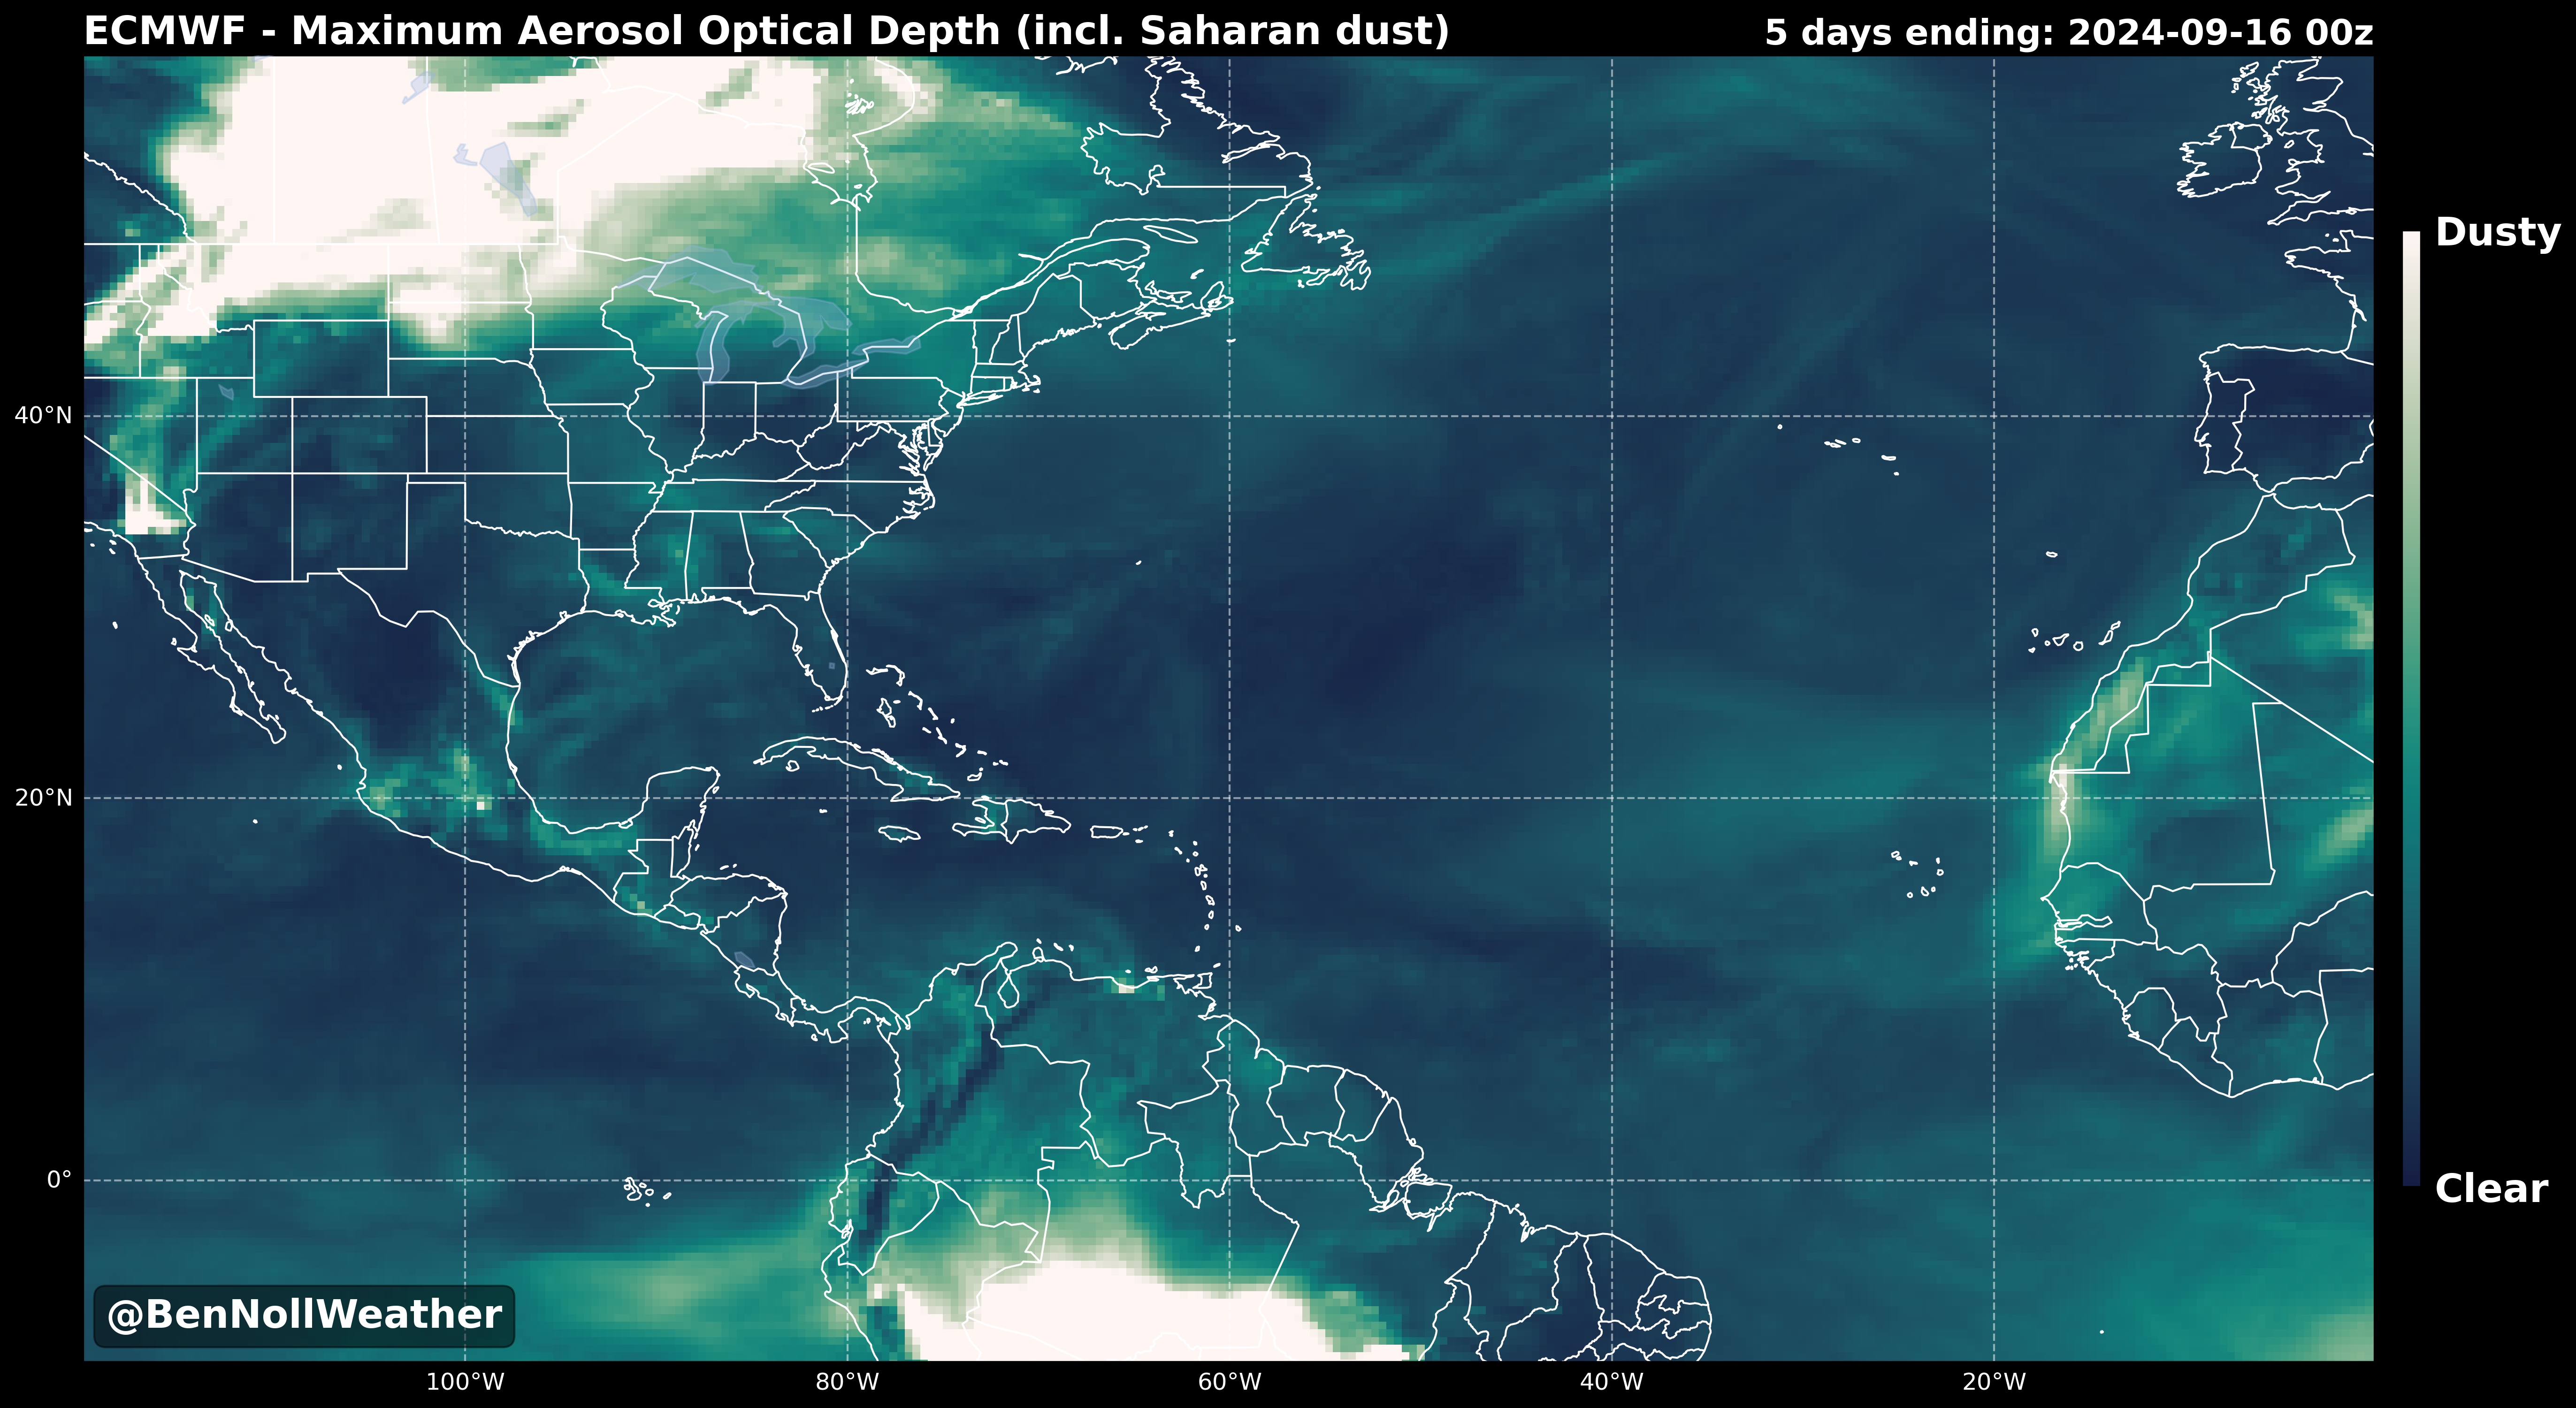 ECMWF - Maximum Aerosol Optical Depth (incl. Saharan dust)
5 days ending: 2024-09-16 00z
Dusty
40°N
20°N
0°
Clear
@BenNollWeather
100°W
80°W
60°W
40°W
20°W